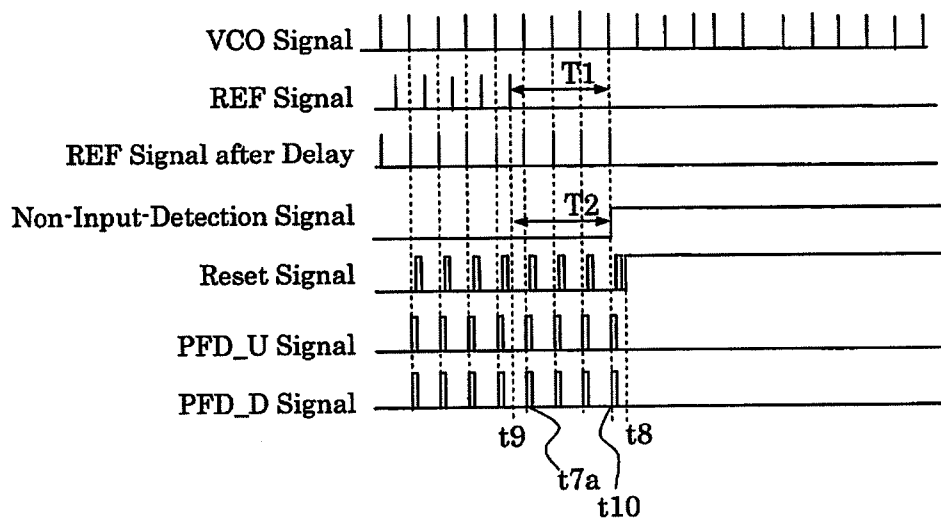 VCO Signal
T1
REF Signal
REF Signal after Delay
T2
Non-Input-Detection Signal
Reset Signal
PFD_U Signal
PFD_D Signal
t9
t8
t7a
t10